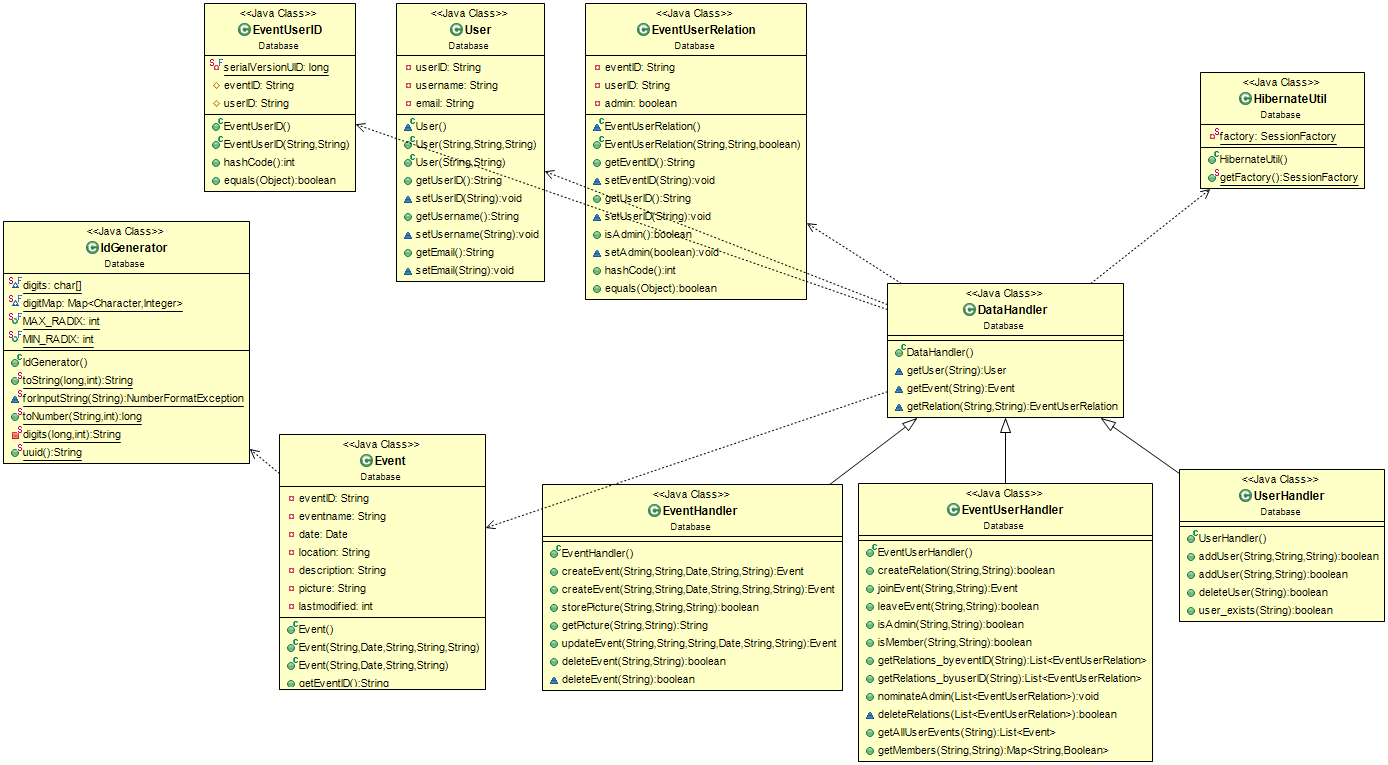 <<Java Class>>
EventUserID
Database
serialVersionUID: long
eventID: String
userID: String
EventUserID()
EventUserID(String,String)
hashCode():int
equals(Object):boolean
<<Java Class>>
User
Database
userID: String
username: String
email: String
User()
User(String,String,String)
User(String,String)
getUserID():String
setUserID(String):void
getUsername():String
setUsername(String):void
getEmail():String
setEmail(String):void
<<Java Class>>
EventUserRelation
Database
eventID: String
userID: String
admin: boolean
EventUserRelation()
EventUserRelation(String,String,boolean)
getEventID():String
setEventID(String):void
getUserID():String
setUserID(String):void
isAdmin():boolean
setAdmin(boolean):void
hashCode():int
equals(Object):boolean
<<Java Class>>
HibernateUtil
Database
factory: SessionFactory
HibernateUtil()
getFactory():SessionFactory
<<Java Class>>
IdGenerator
Database
digits: char[]
digitMap: Map<Character,Integer>
MAX_RADIX: int
MIN_RADIX: int
IdGenerator()
toString(long,int):String
forInputString(String):NumberFormatException
toNumber(String,int):long
digits(long,int):String
uuid():String
<<Java Class>>
DataHandler
Database
DataHandler()
getUser(String):User
getEvent(String):Event
getRelation(String,String):EventUserRelation
<<Java Class>>
Event
Database
eventID: String
eventname: String
date: Date
location: String
description: String
picture: String
lastmodified: int
Event()
Event(String,Date,String,String,String)
Event(String,Date,String,String)
getEventID():String
<<Java Class>>
EventHandler
Database
EventHandler()
createEvent(String,String,Date,String,String):Event
createEvent(String,String,Date,String,String,String):Event
storePicture(String,String,String):boolean
getPicture(String,String):String
updateEvent(String,String,String,Date,String,String):Event
deleteEvent(String,String):boolean
deleteEvent(String):boolean
<<Java Class>>
EventUserHandler
Database
EventUserHandler()
createRelation(String,String):boolean
joinEvent(String,String):Event
leaveEvent(String,String):boolean
isAdmin(String,String):boolean
isMember(String,String):boolean
getRelations_byeventID(String):List<EventUserRelation>
getRelations_byuserID(String):List<EventUserRelation>
nominateAdmin(List<EventUserRelation>):void
deleteRelations(List<EventUserRelation>):boolean
getAllUserEvents(String):List<Event>
getMembers(String,String):Map<String,Boolean>
<<Java Class>>
UserHandler
Database
UserHandler()
addUser(String,String,String):boolean
addUser(String,String):boolean
deleteUser(String):boolean
user_exists(String):boolean